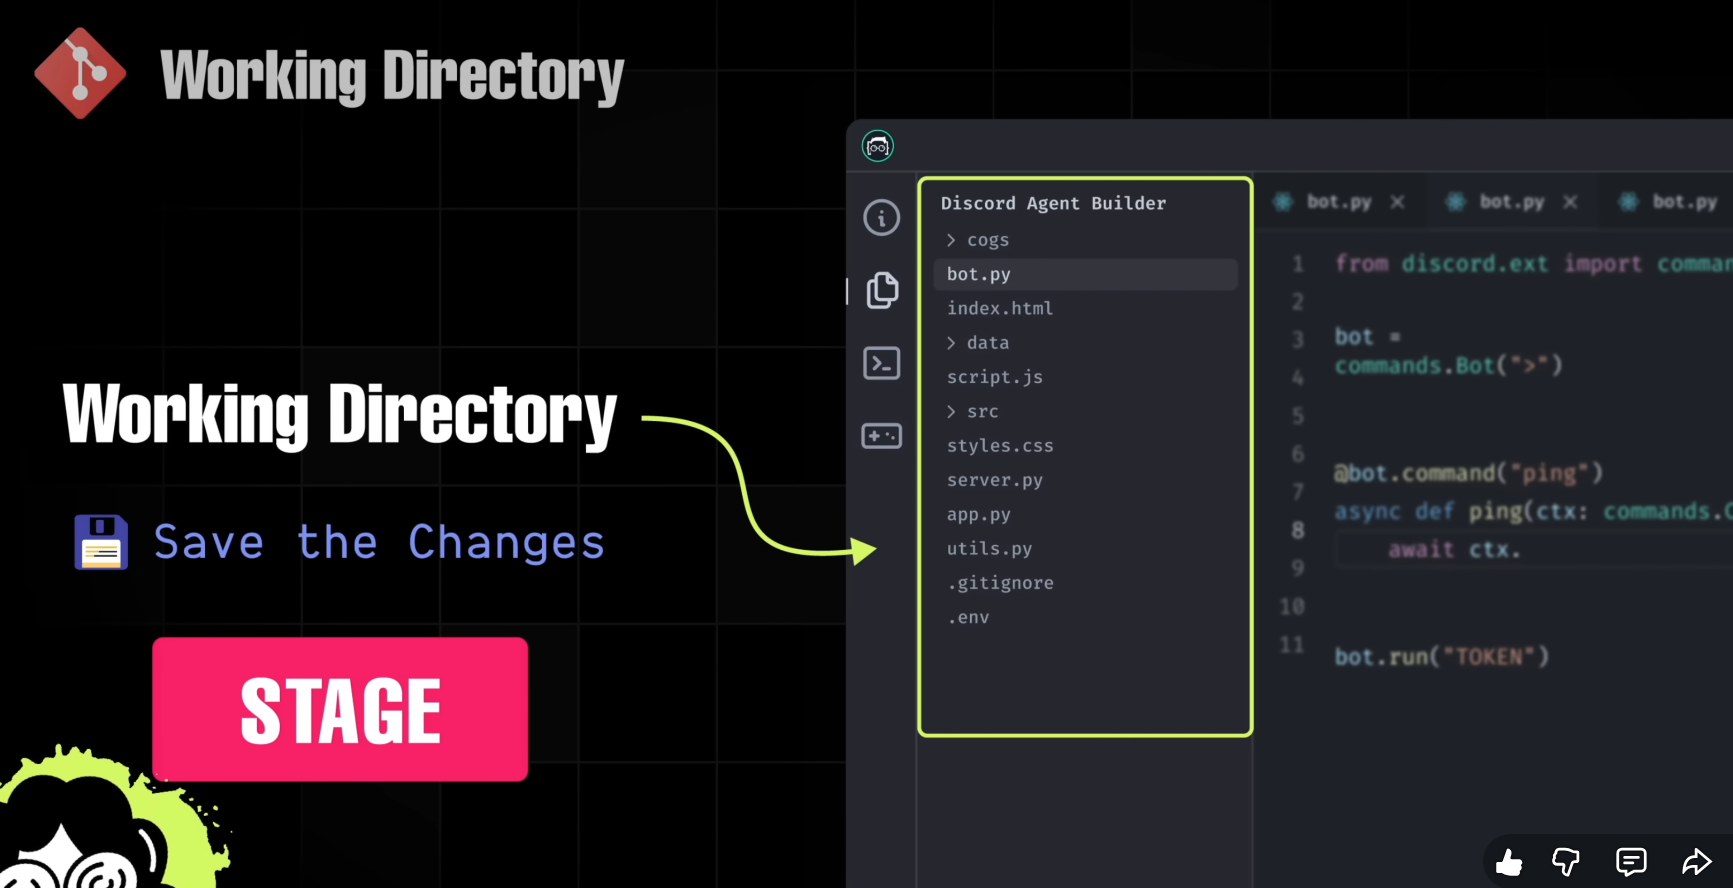 Working Directory
Working Directory
Save the Changes
STAGE
Discord Agent Builder
> cogs
bot.py
index.html
> data
script.js
> src
styles.css
server.py
app.py
utils.py
.gitignore
.env
bot.py × bot.py × bot.py
1 from discord.ext import comman
2
3 bot =
4 commands.Bot(">")
5
6
7 @bot.command("ping")
8 async def ping(ctx: commands.C
9 await ctx.
10
11 bot.run("TOKEN")